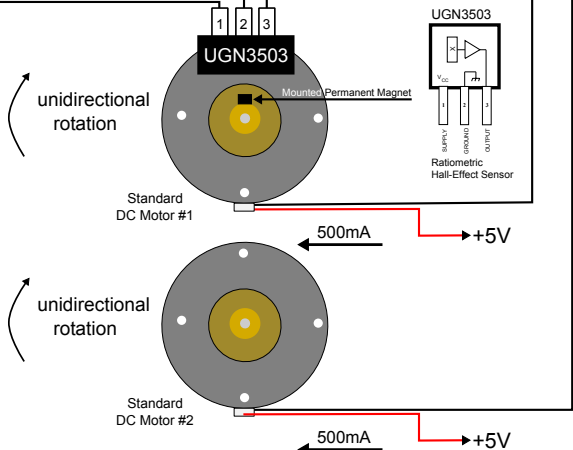 UGN3503
1 2 3
UGN3503
X
Vcc
1 2 3
SUPPLY
GROUND
OUTPUT
Ratiometric
Hall-Effect Sensor
Mounted Permanent Magnet
unidirectional
rotation
Standard
DC Motor #1
500mA
+5V
unidirectional
rotation
Standard
DC Motor #2
500mA
+5V